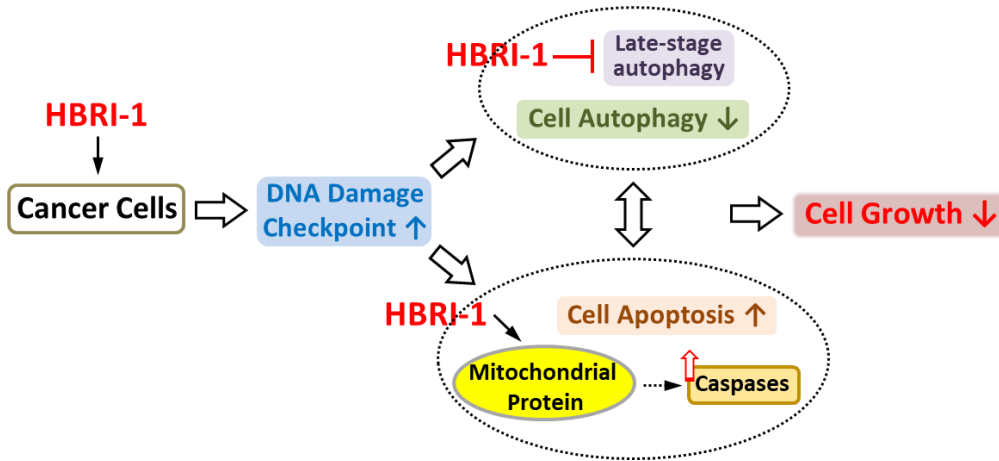 HBRI-1
Late-stage
autophagy
Cell Autophagy ↓
HBRI-1
Cancer Cells
DNA Damage
Checkpoint ↑
Cell Growth ↓
HBRI-1
Cell Apoptosis ↑
Mitochondrial
Protein
Caspases